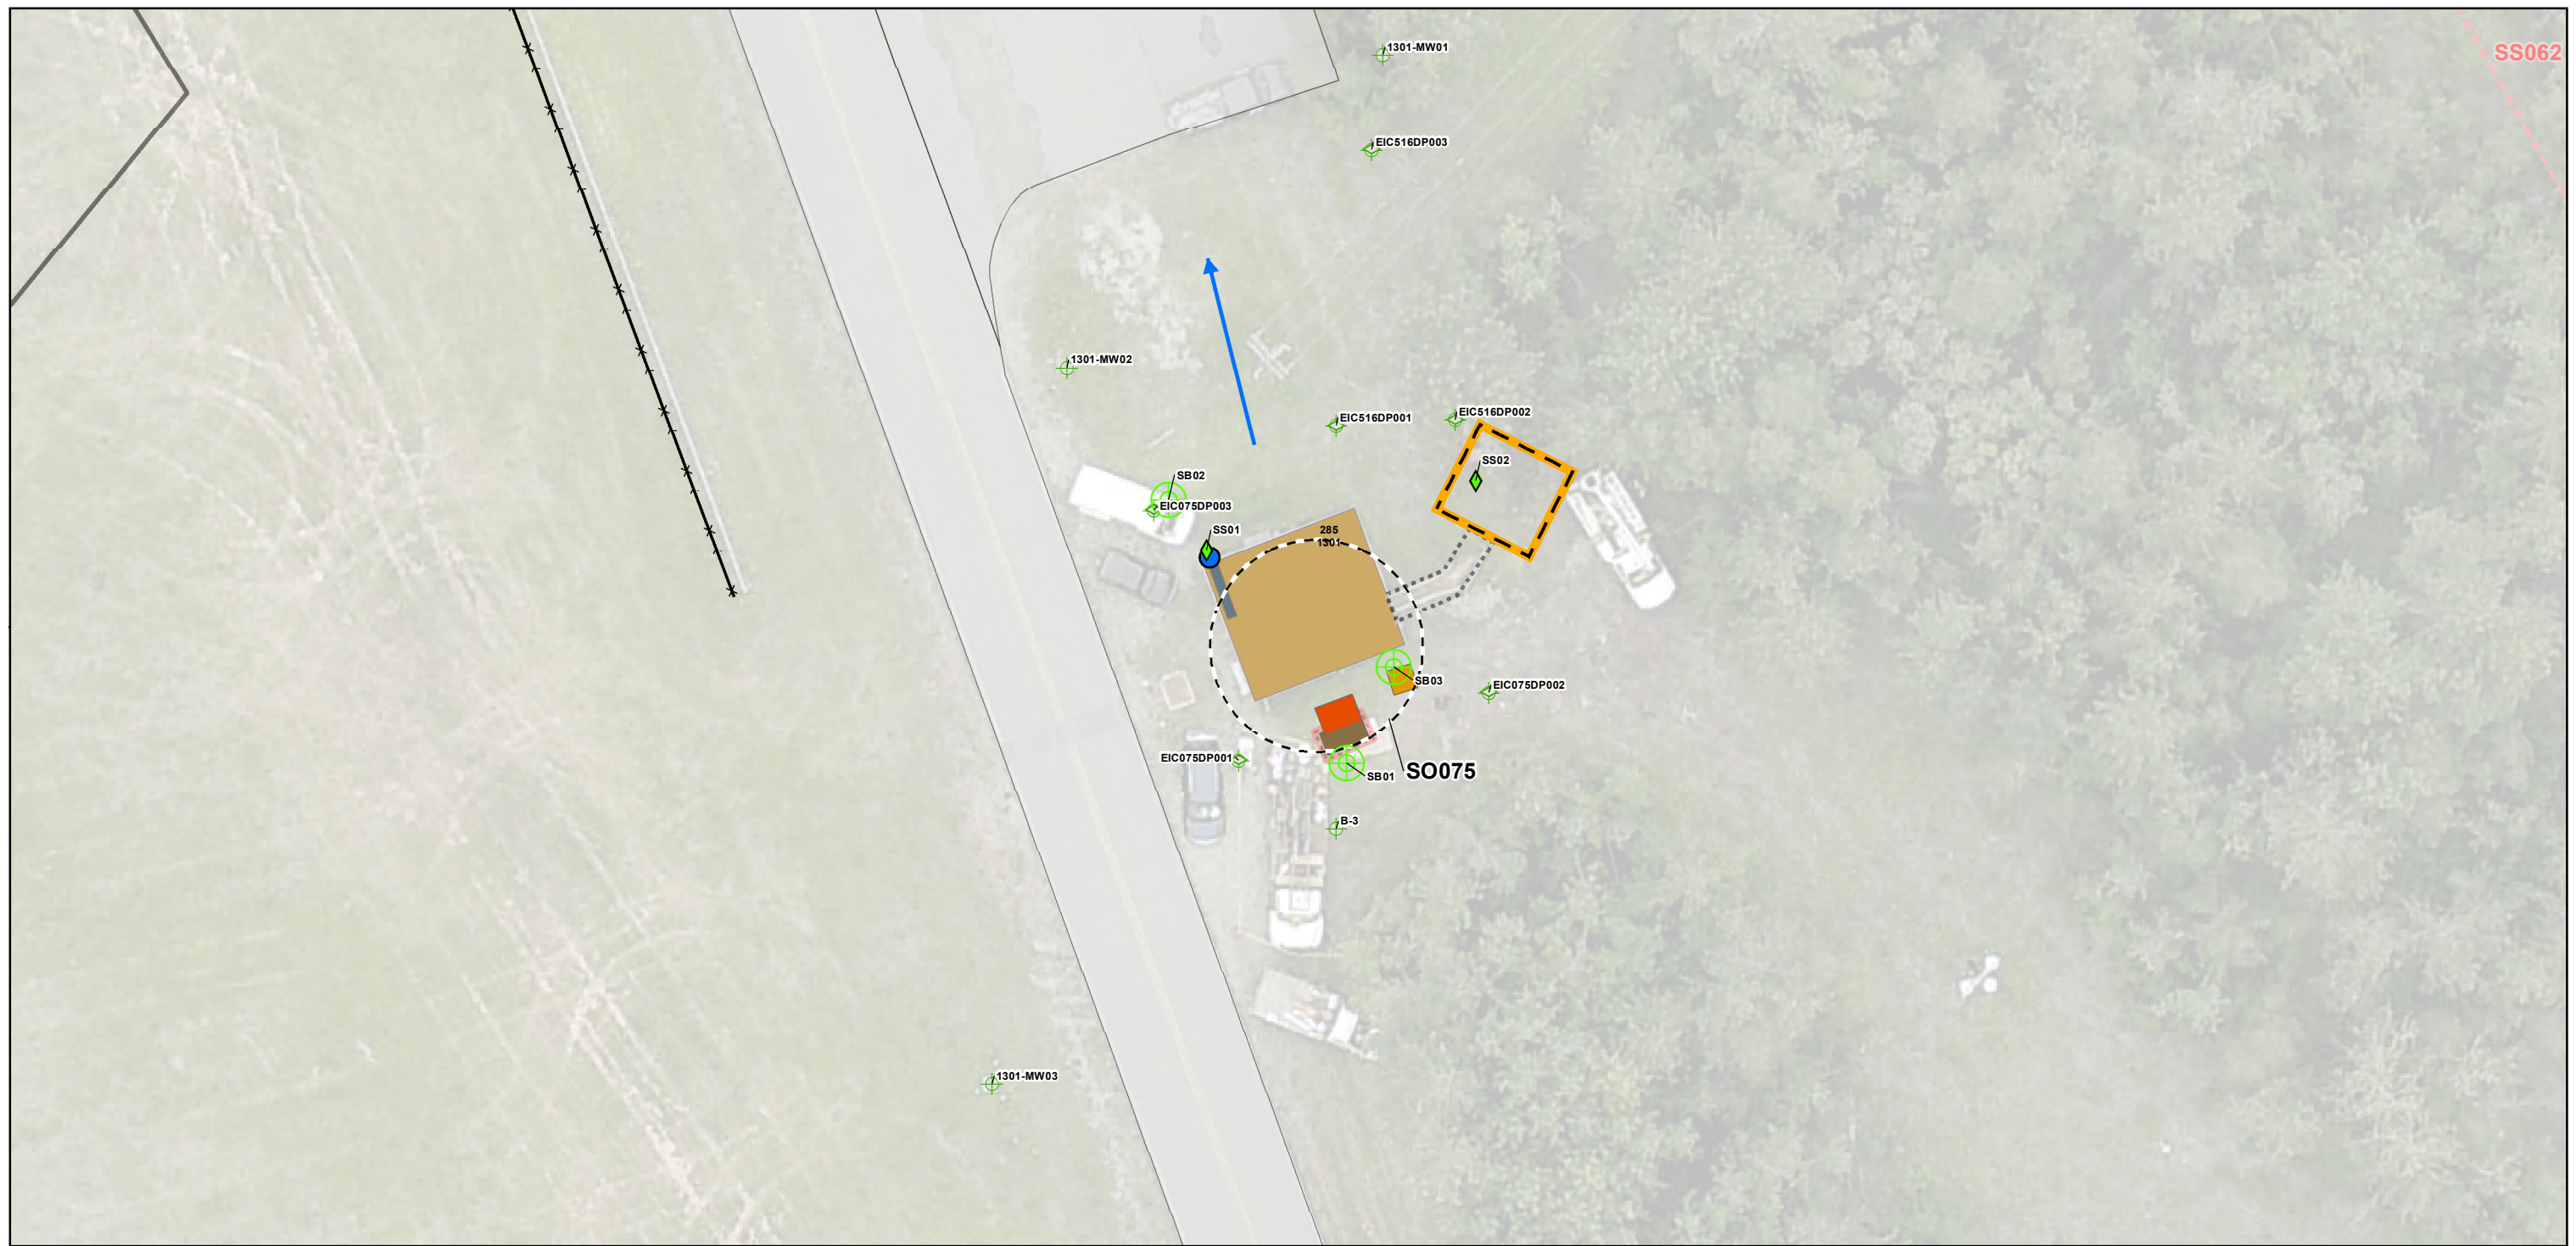 1301-MW01
SS062
EIC516DP003
1301-MW02
EIC516DP001
EIC516DP002
SS02
SB02
EIC075DP003
SS01
285
1301
SB03
EIC075DP002
EIC075DP001
SB01
SO075
B-3
1301-MW03